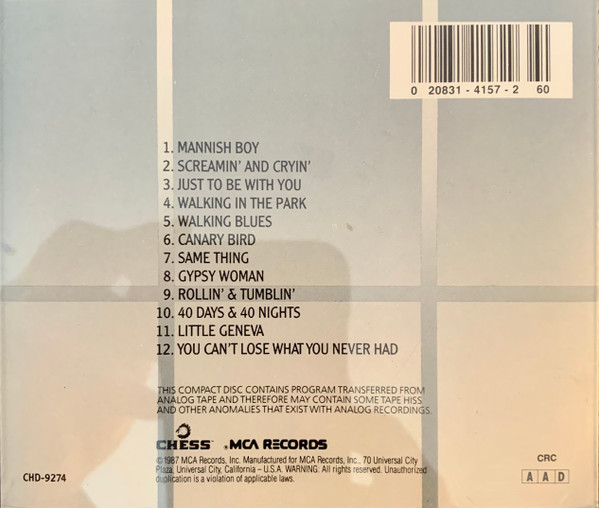 0 20831 - 4157 - 2 60
1. MANNISH BOY
2. SCREAMIN' AND CRYIN'
3. JUST TO BE WITH YOU
4. WALKING IN THE PARK
5. WALKING BLUES
6. CANARY BIRD
7. SAME THING
8. GYPSY WOMAN
9. ROLLIN' & TUMBLIN'
10. 40 DAYS & 40 NIGHTS
11. LITTLE GENEVA
12. YOU CAN'T LOSE WHAT YOU NEVER HAD
THIS COMPACT DISC CONTAINS PROGRAM TRANSFERRED FROM
ANALOG TAPE AND THEREFORE MAY CONTAIN SOME TAPE HISS
AND OTHER ANOMALIES THAT EXIST WITH ANALOG RECORDINGS.
CHESS™ MCA RECORDS
©1987 MCA Records, Inc. Manufactured for MCA Records, Inc., 70 Universal City
Plaza, Universal City, California – U.S.A. WARNING: All rights reserved. Unauthorized
duplication is a violation of applicable laws.
CHD-9274
CRC
A A D